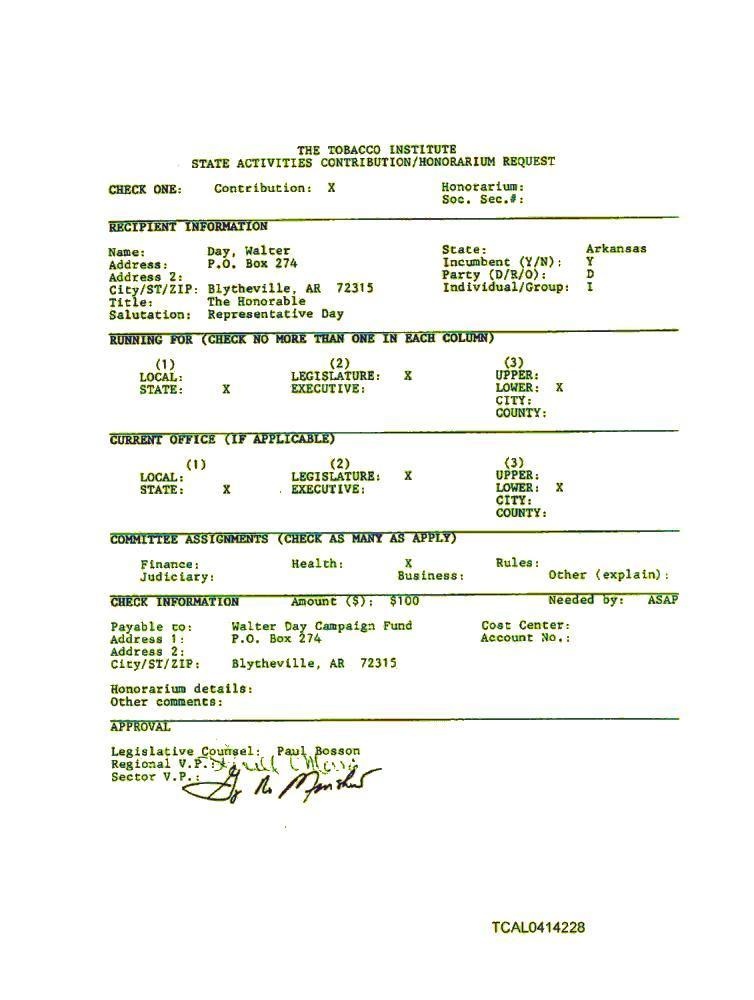 THE TOBACCO INSTITUTE
STATE ACTIVITIES CONTRIBUTION/HONORARIUM REQUEST
CHECK ONE: Contribution: X Honorarium:
Soc. Sec.#:
RECIPIENT INFORMATION
Name: Day, Walter State: Arkansas
Address: P.O. Box 274 Incumbent (Y/N): Y
Address 2: Party (D/R/O): D
City/ST/ZIP: Blytheville, AR 72315 Individual/Group: I
Title: The Honorable
Salutation: Representative Day
RUNNING FOR (CHECK NO MORE THAN ONE IN EACH COLUMN)
(1) (2) (3)
LOCAL: LEGISLATURE: X UPPER:
STATE: X EXECUTIVE: LOWER: X
CITY:
COUNTY:
CURRENT OFFICE (IF APPLICABLE)
(1) (2) (3)
LOCAL: LEGISLATURE: X UPPER:
STATE: X EXECUTIVE: LOWER: X
CITY:
COUNTY:
COMMITTEE ASSIGNMENTS (CHECK AS MANY AS APPLY)
Finance: Health: X Rules:
Judiciary: Business: Other (explain):
CHECK INFORMATION Amount ($): $100 Needed by: ASAP
Payable to: Walter Day Campaign Fund Cost Center:
Address 1: P.O. Box 274 Account No.:
Address 2:
City/ST/ZIP: Blytheville, AR 72315
Honorarium details:
Other comments:
APPROVAL
Legislative Counsel: Paul Bosson
Regional V.P.:
Sector V.P.:
TCAL0414228